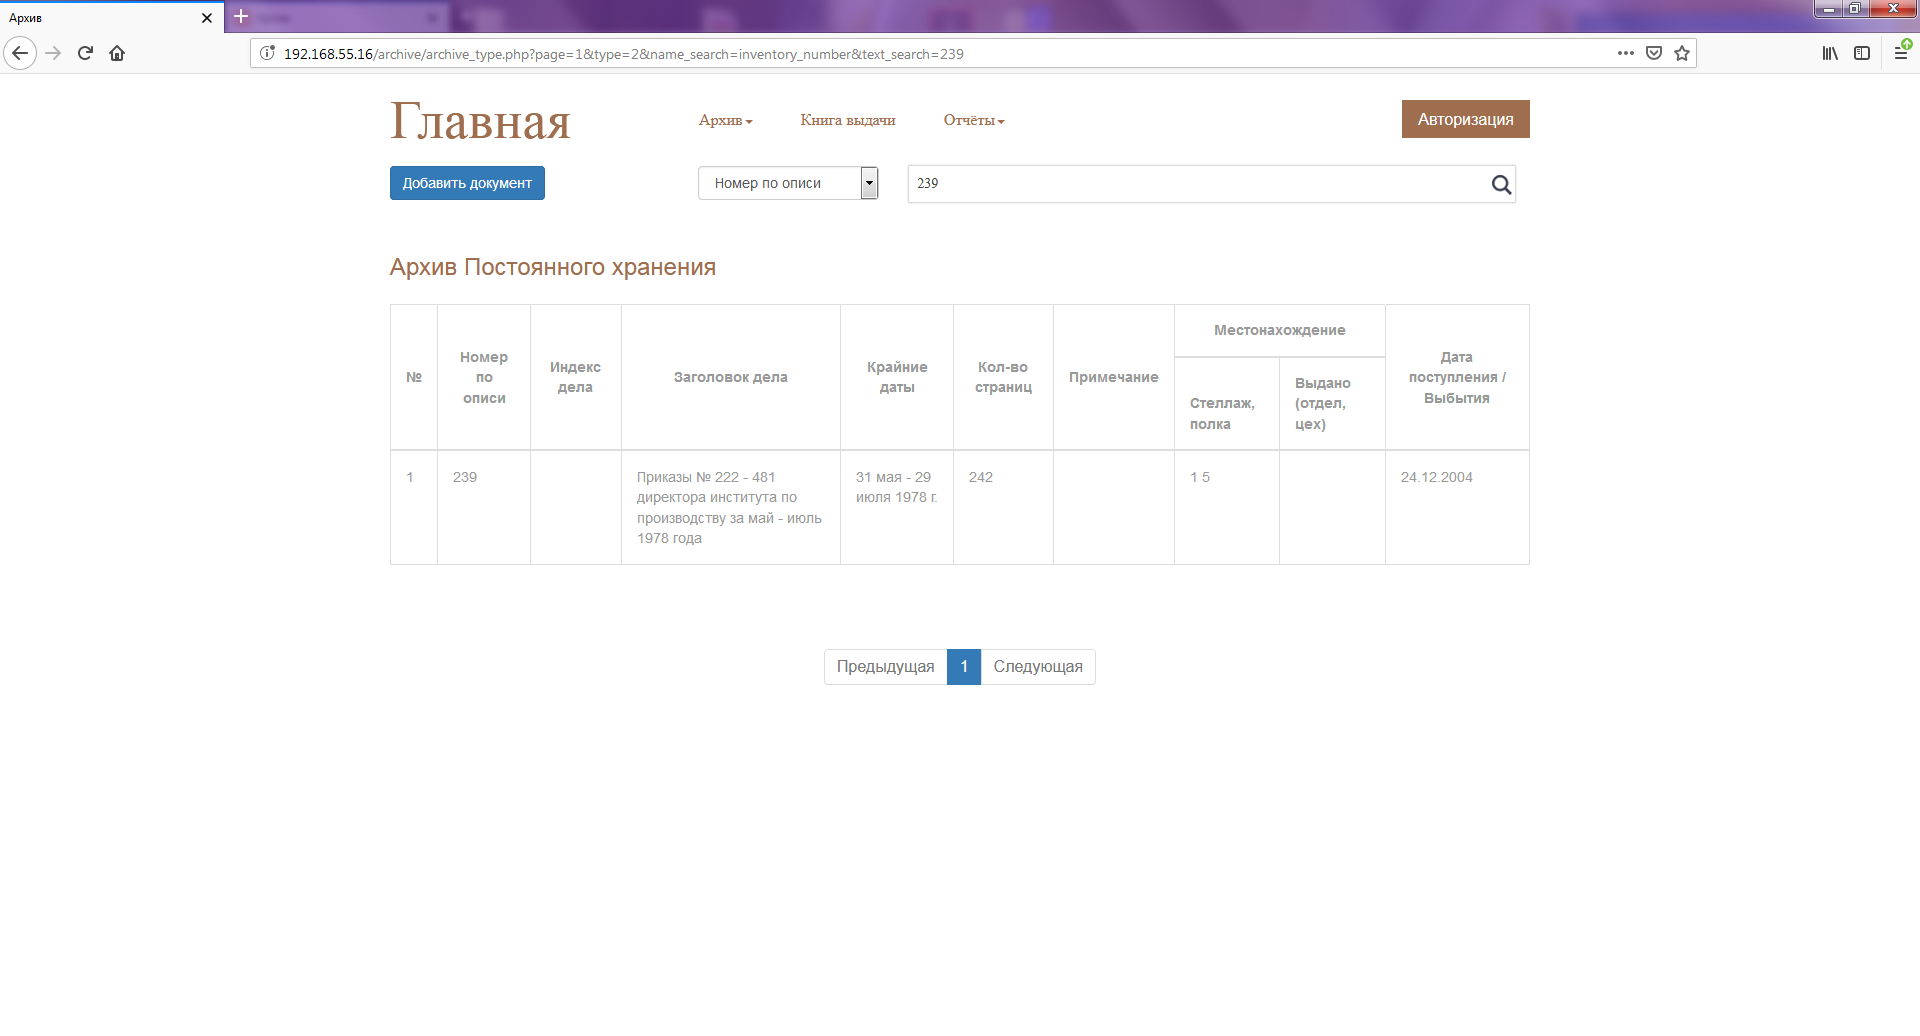 Архив
192.168.55.16/archive/archive_type.php?page=1&type=2&name_search=inventory_number&text_search=239
Главная
Архив
Книга выдачи
Отчёты
Авторизация
Добавить документ
Номер по описи
239
Архив Постоянного хранения
№
Номер
по
описи
Индекс
дела
Заголовок дела
Крайние
даты
Кол-во
страниц
Примечание
Местонахождение
Стеллаж,
полка
Выдано
(отдел,
цех)
Дата
поступления /
Выбытия
1
239
Приказы № 222 - 481
директора института по
производству за май - июль
1978 года
31 мая - 29
июля 1978 г.
242
1 5
24.12.2004
Предыдущая
1
Следующая